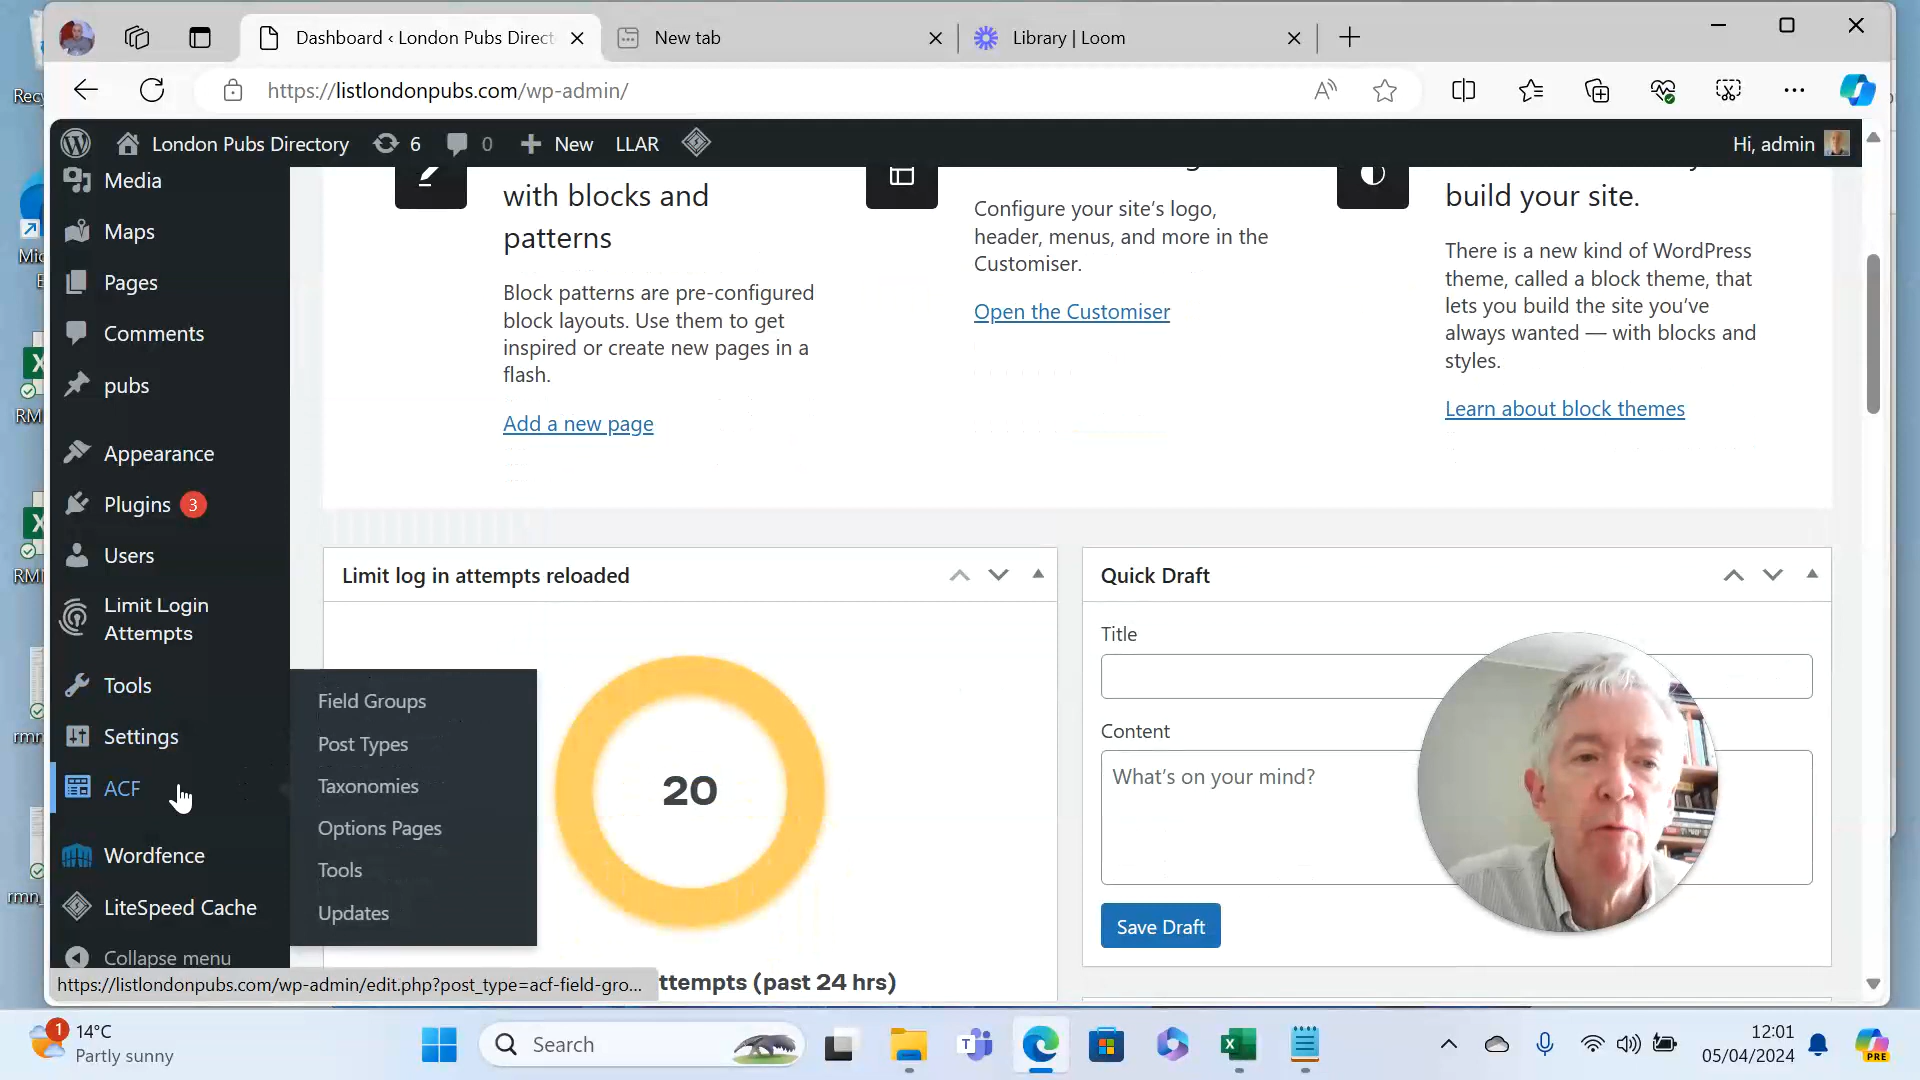 Dashboard ‹ London Pubs Direct
New tab
Library | Loom
https://listlondonpubs.com/wp-admin/
London Pubs Directory
6
0
New
LLAR
Hi, admin
Media
Maps
Pages
Comments
pubs
Appearance
Plugins 3
Users
Limit Login
Attempts
Tools
Settings
ACF
Wordfence
LiteSpeed Cache
Collapse menu
Field Groups
Post Types
Taxonomies
Options Pages
Tools
Updates
with blocks and
patterns
Block patterns are pre-configured
block layouts. Use them to get
inspired or create new pages in a
flash.
Add a new page
Configure your site's logo,
header, menus, and more in the
Customiser.
Open the Customiser
build your site.
There is a new kind of WordPress
theme, called a block theme, that
lets you build the site you've
always wanted — with blocks and
styles.
Learn about block themes
Limit log in attempts reloaded
20
ttempts (past 24 hrs)
Quick Draft
Title
Content
What's on your mind?
Save Draft
https://listlondonpubs.com/wp-admin/edit.php?post_type=acf-field-gro...
1
14°C
Partly sunny
Search
12:01
05/04/2024
PRE